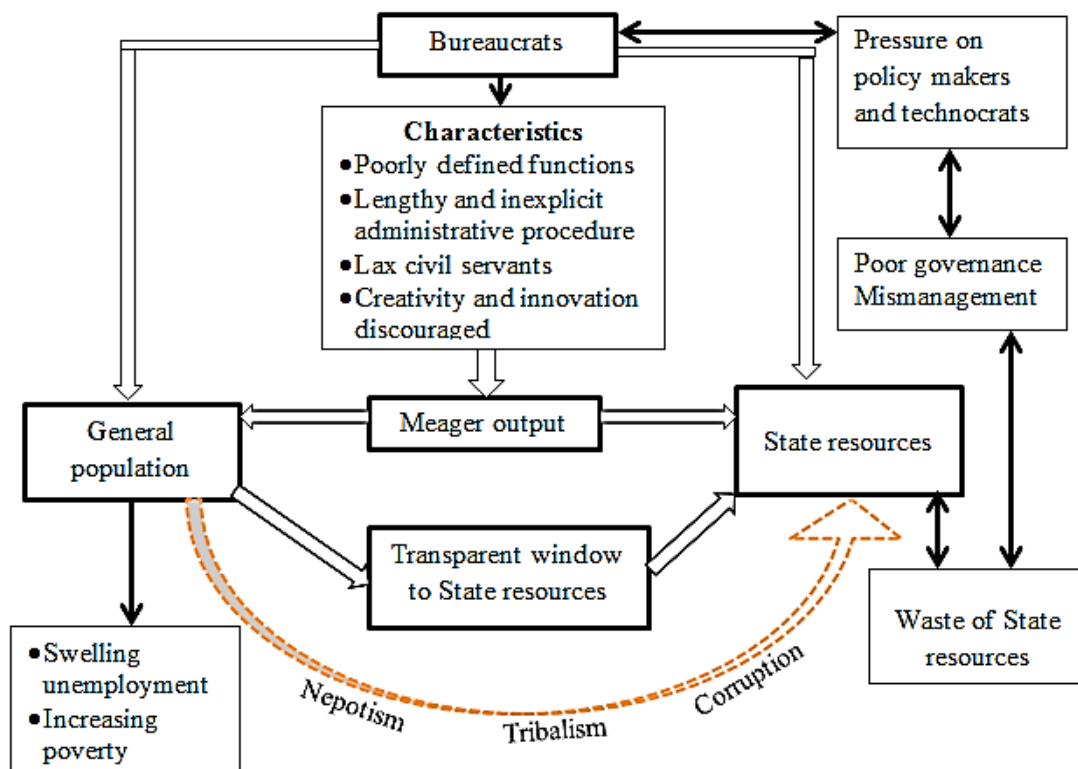 Bureaucrats
Pressure on
policy makers
and technocrats
Characteristics
●Poorly defined functions
●Lengthy and inexplicit
administrative procedure
●Lax civil servants
●Creativity and innovation
discouraged
Poor governance
Mismanagement
General
population
Meager output
State resources
Transparent window
to State resources
Waste of State
resources
●Swelling
unemployment
●Increasing
poverty
Nepotism
Tribalism
Corruption